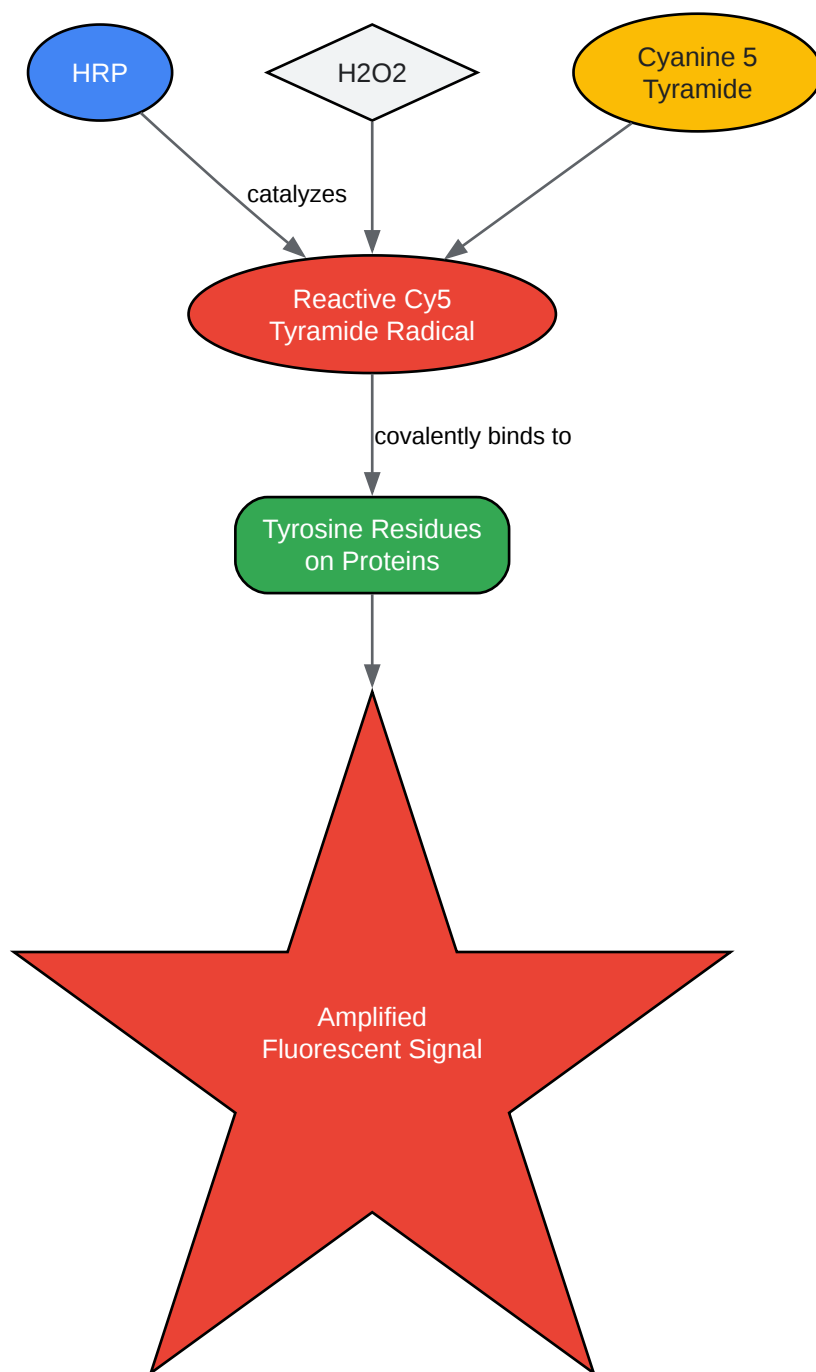 HRP
H2O2
Cyanine 5
Tyramide
catalyzes
Reactive Cy5
Tyramide Radical
covalently binds to
Tyrosine Residues
on Proteins
Amplified
Fluorescent Signal